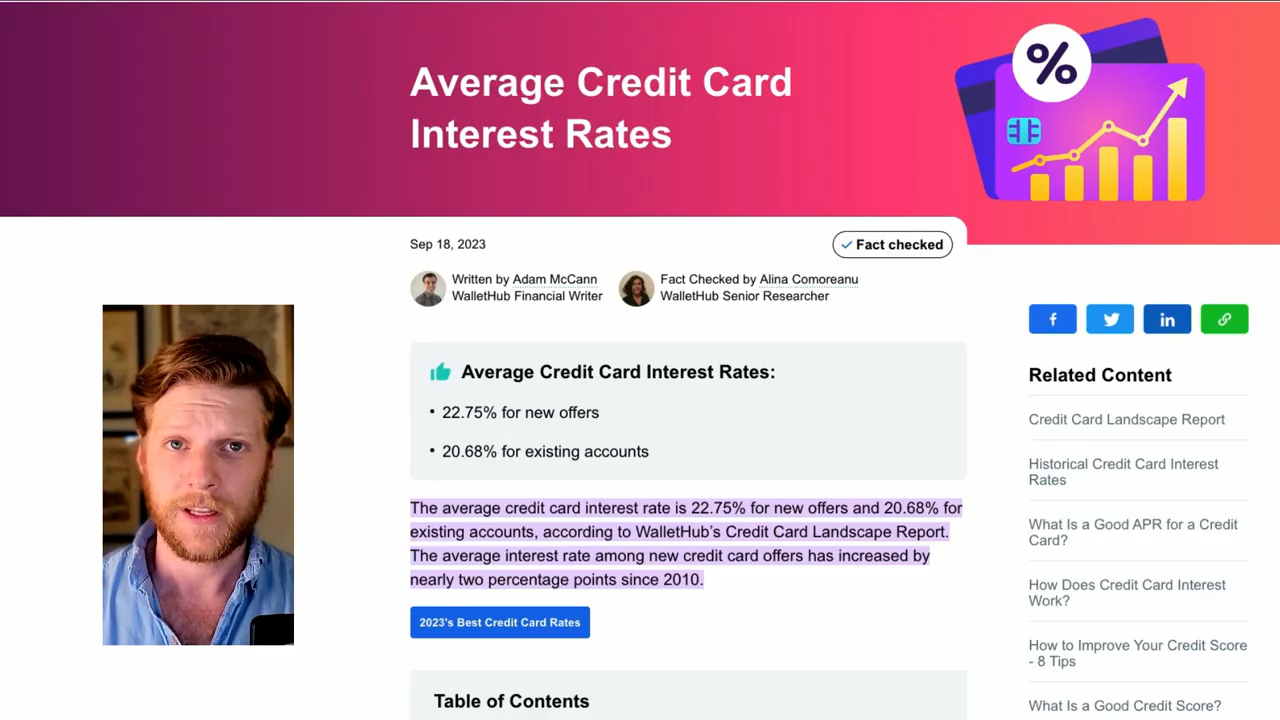 Average Credit Card
Interest Rates
%
Sep 18, 2023
Fact checked
Written by Adam McCann
WalletHub Financial Writer
Fact Checked by Alina Comoreanu
WalletHub Senior Researcher
Average Credit Card Interest Rates:
• 22.75% for new offers
• 20.68% for existing accounts
The average credit card interest rate is 22.75% for new offers and 20.68% for
existing accounts, according to WalletHub’s Credit Card Landscape Report.
The average interest rate among new credit card offers has increased by
nearly two percentage points since 2010.
2023's Best Credit Card Rates
Table of Contents
Related Content
Credit Card Landscape Report
Historical Credit Card Interest
Rates
What Is a Good APR for a Credit
Card?
How Does Credit Card Interest
Work?
How to Improve Your Credit Score
- 8 Tips
What Is a Good Credit Score?